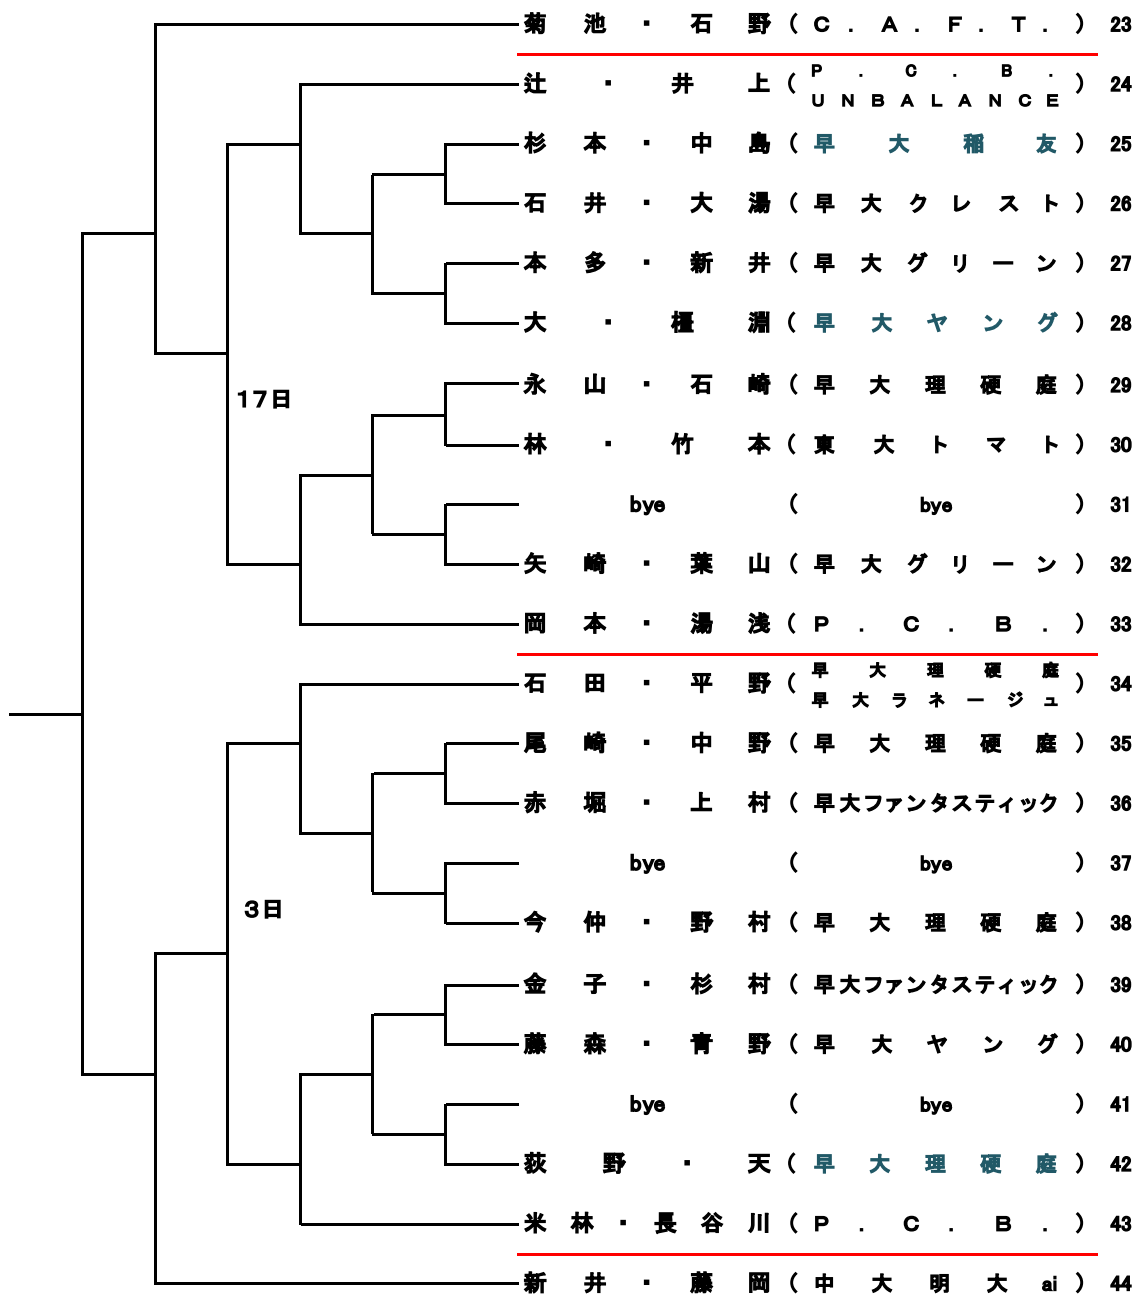 菊池・石野(C.A.F.T.) 23
辻・井上(P.C.B. UNBALANCE) 24
杉本・中島(早大稲友) 25
石井・大湯(早大クレスト) 26
本多・新井(早大グリーン) 27
大・橿淵(早大ヤング) 28
永山・石崎(早大理硬庭) 29
17日
林・竹本(東大トマト) 30
bye(bye) 31
矢崎・葉山(早大グリーン) 32
岡本・湯浅(P.C.B.) 33
石田・平野(早大理硬庭 早大ラネージュ) 34
尾崎・中野(早大理硬庭) 35
赤堀・上村(早大ファンタスティック) 36
bye(bye) 37
3日
今仲・野村(早大理硬庭) 38
金子・杉村(早大ファンタスティック) 39
藤森・青野(早大ヤング) 40
bye(bye) 41
荻野・天(早大理硬庭) 42
米林・長谷川(P.C.B.) 43
新井・藤岡(中大明大ai) 44